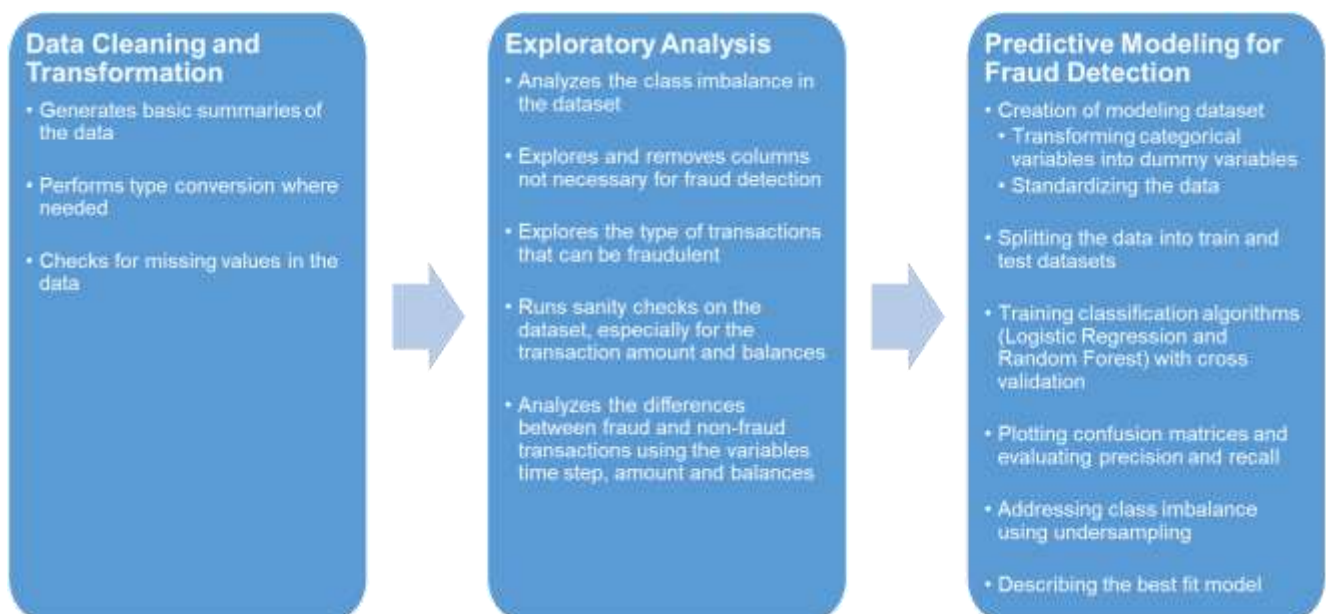 Data Cleaning and
Transformation
• Generates basic summaries of
the data
• Performs type conversion where
needed
• Checks for missing values in the
data
Exploratory Analysis
• Analyzes the class imbalance in
the dataset
• Explores and removes columns
not necessary for fraud detection
• Explores the type of transactions
that can be fraudulent
• Runs sanity checks on the
dataset, especially for the
transaction amount and balances
• Analyzes the differences
between fraud and non-fraud
transactions using the variables
time step, amount and balances
Predictive Modeling for
Fraud Detection
• Creation of modeling dataset
• Transforming categorical
variables into dummy variables
• Standardizing the data
• Splitting the data into train and
test datasets
• Training classification algorithms
(Logistic Regression and
Random Forest) with cross
validation
• Plotting confusion matrices and
evaluating precision and recall
• Addressing class imbalance
using undersampling
• Describing the best fit model